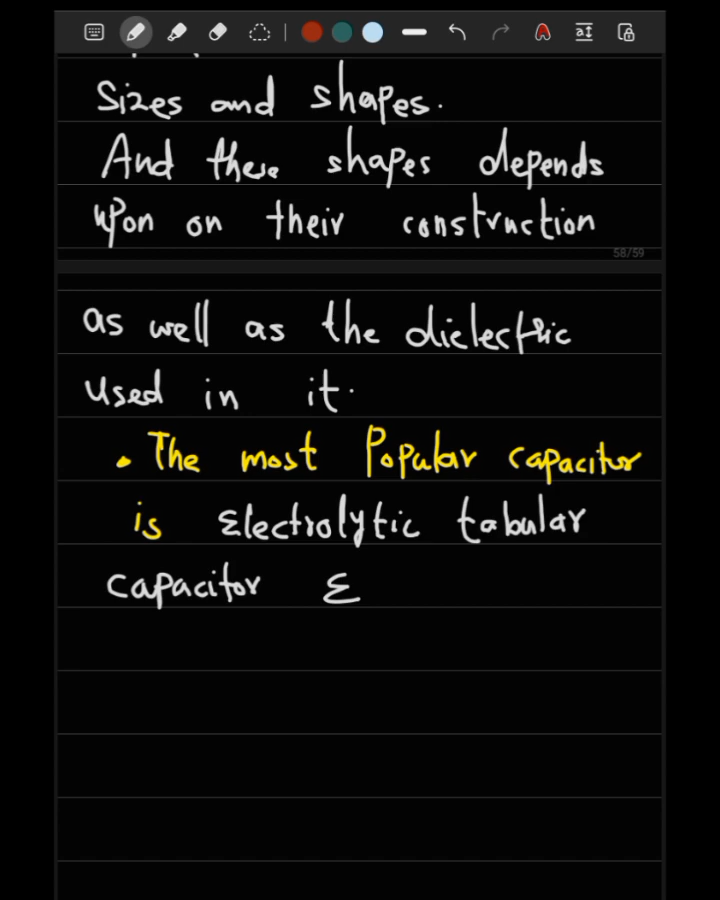 Sizes and shapes.
And these shapes depends
upon on their construction
58/59
as well as the dielectric
used in it.
• The most Popular capacitor
is Electrolytic tabular
capacitor &